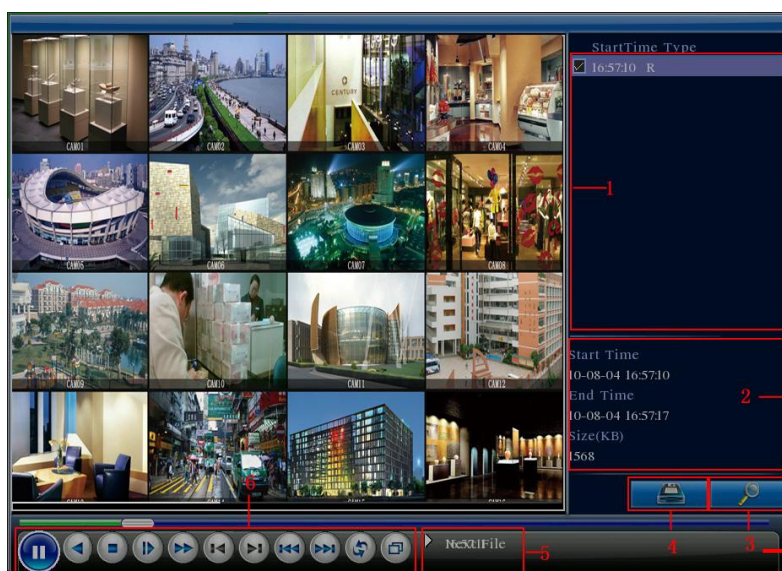 StartTime Type
16:57:10 R
CAM01 CAM02 CAM03 CAM04
CENTURY
CAM05 CAM06 CAM07 CAM08
CAM09 CAM10 CAM11 CAM12
1
Start Time
10-08-04 16:57:10
End Time
10-08-04 16:57:17
Size(KB)
1568
2
6
4
3
5
File